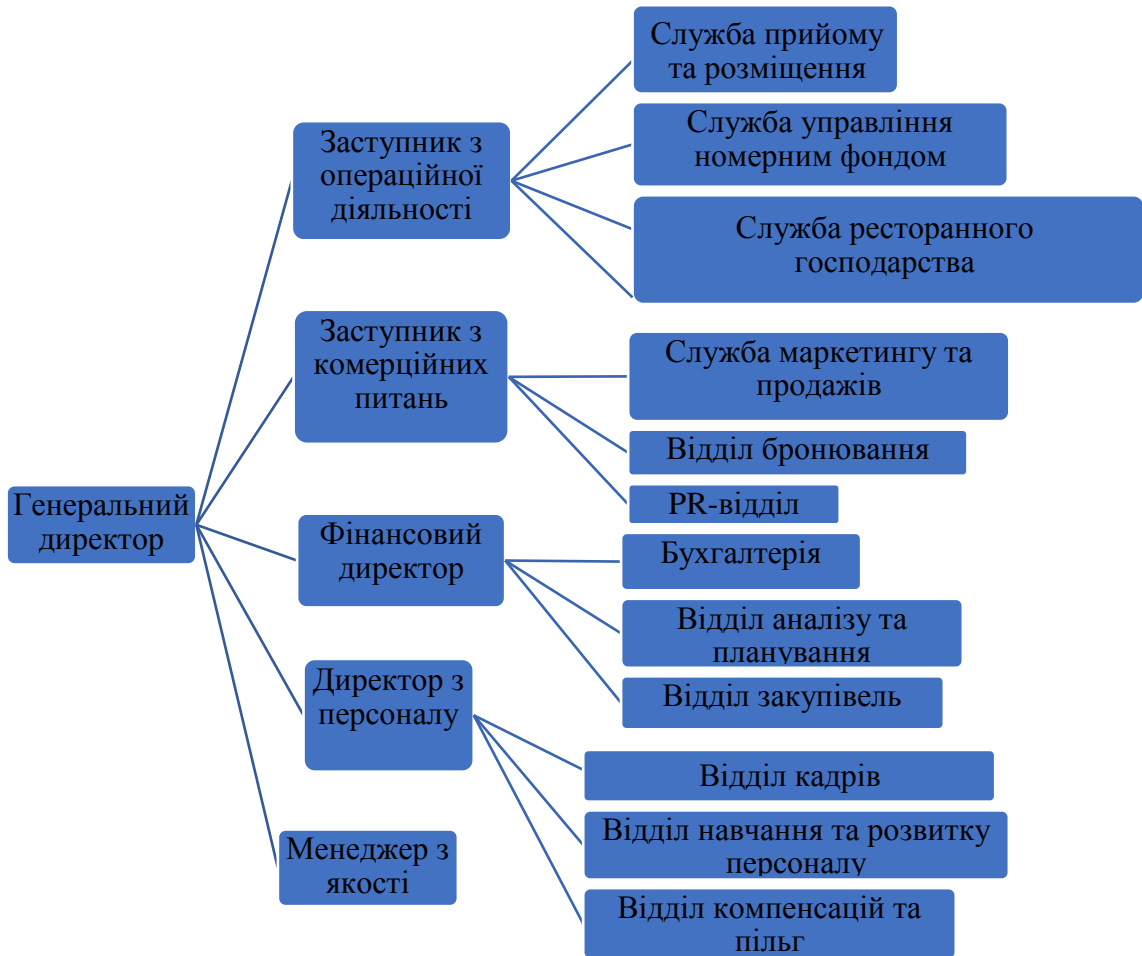 Генеральний
директор
Заступник з
операційної
діяльності
Служба прийому
та розміщення
Служба управління
номерним фондом
Служба ресторанного
господарства
Заступник з
комерційних
питань
Служба маркетингу та
продажів
Відділ бронювання
PR-відділ
Фінансовий
директор
Бухгалтерія
Відділ аналізу та
планування
Відділ закупівель
Директор з
персоналу
Відділ кадрів
Відділ навчання та розвитку
персоналу
Відділ компенсацій та
пільг
Менеджер з
якості